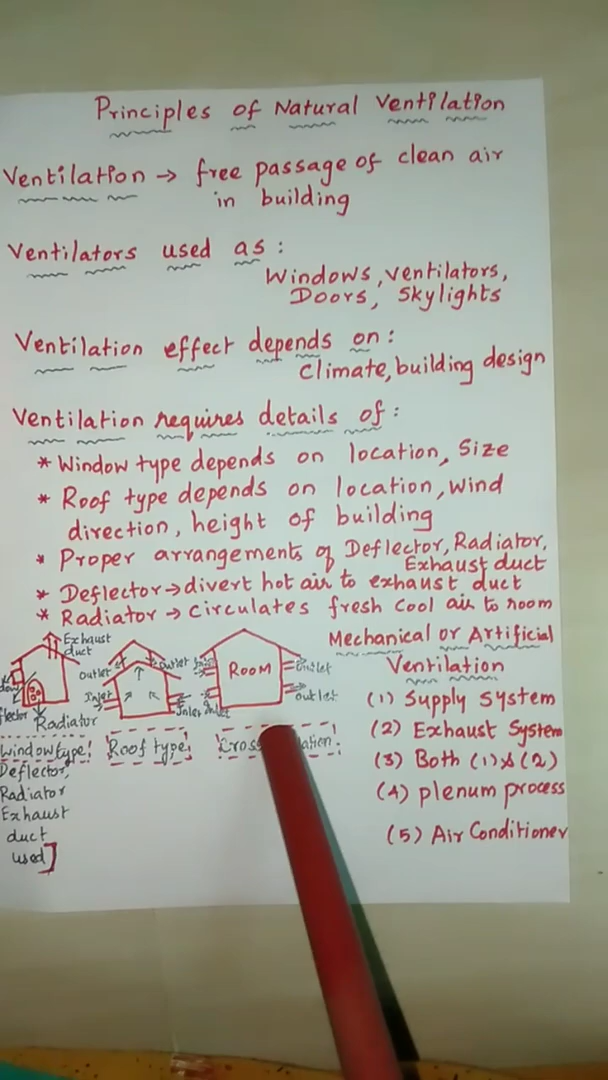 Principles of Natural Ventilation
Ventilation → free passage of clean air
in building
Ventilators used as :
Windows, ventilators,
Doors, Skylights
Ventilation effect depends on :
Climate, building design
Ventilation requires details of :
* Window type depends on location, Size
* Roof type depends on location, wind
direction, height of building
* Proper arrangements of Deflector, Radiator,
Exhaust duct
* Deflector → divert hot air to exhaust duct
* Radiator → Circulates fresh cool air to room
Exhaust
duct
Radiator
Window type!
Deflector,
Radiator
Exhaust
duct
used]
Outlet
Outlet
Inlet
Inlet
Roof type
Inlet
ROOM
Outlet
Outlet
Mechanical or Artificial
Ventilation
(1) Supply System
(2) Exhaust System
(3) Both (1) & (2)
(4) plenum process
(5) Air Conditioner